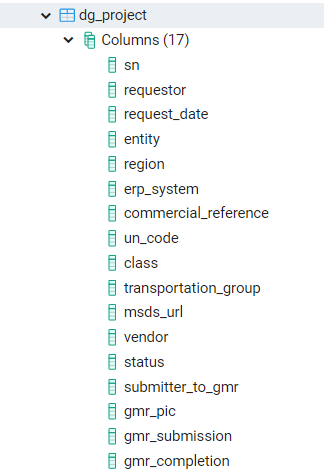 dg_project
Columns (17)
sn
requestor
request_date
entity
region
erp_system
commercial_reference
un_code
class
transportation_group
msds_url
vendor
status
submitter_to_gmr
gmr_pic
gmr_submission
gmr_completion